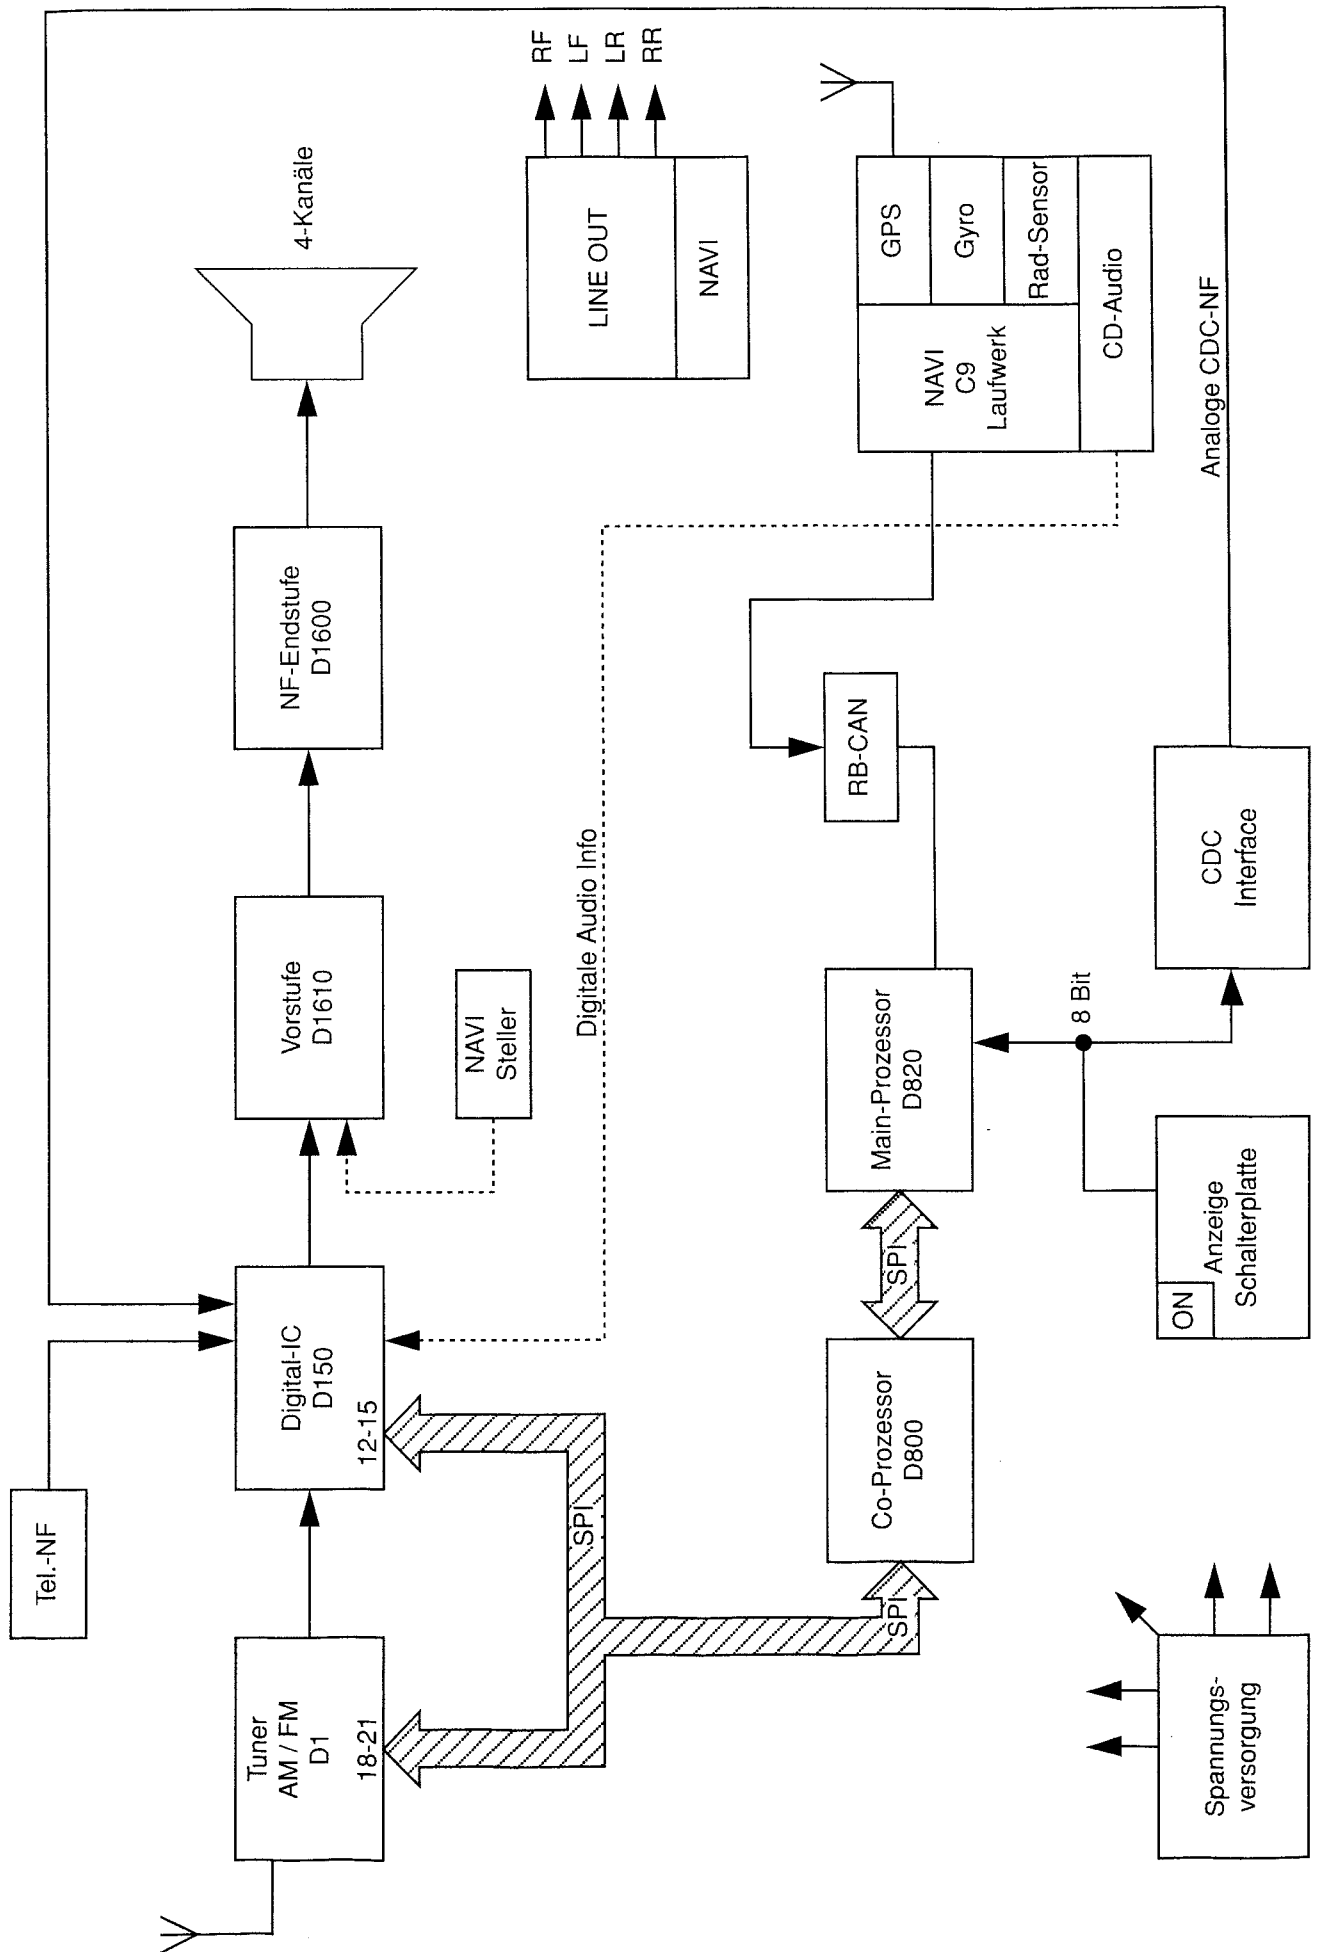 Tel.-NF
Tuner
AM / FM
D1
18-21
Digital-IC
D150
12-15
Vorstufe
D1610
NF-Endstufe
D1600
4-Kanäle
NAVI
Steller
SPI
Digitale Audio Info
LINE OUT
NAVI
RF
LF
LR
RR
Co-Prozessor
D800
SPI
SPI
Main-Prozessor
D820
RB-CAN
NAVI
C9
Laufwerk
GPS
Gyro
Rad-Sensor
CD-Audio
8 Bit
Spannungs-
versorgung
ON
Anzeige
Schalterplatte
CDC
Interface
Analoge CDC-NF